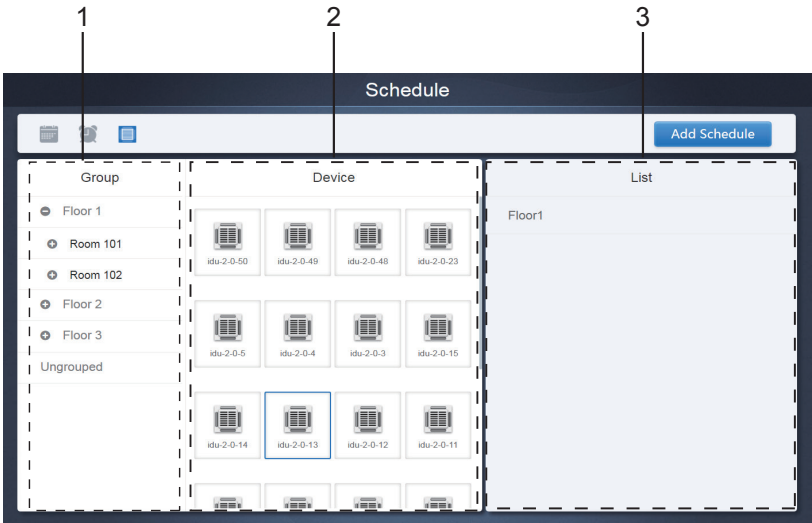 1 2 3
Schedule
Add Schedule
Group Device List
Floor 1
Room 101
Room 102
Floor 2
Floor 3
Ungrouped
idu-2-0-50 idu-2-0-49 idu-2-0-48 idu-2-0-23
idu-2-0-5 idu-2-0-4 idu-2-0-3 idu-2-0-15
idu-2-0-14 idu-2-0-13 idu-2-0-12 idu-2-0-11
Floor1